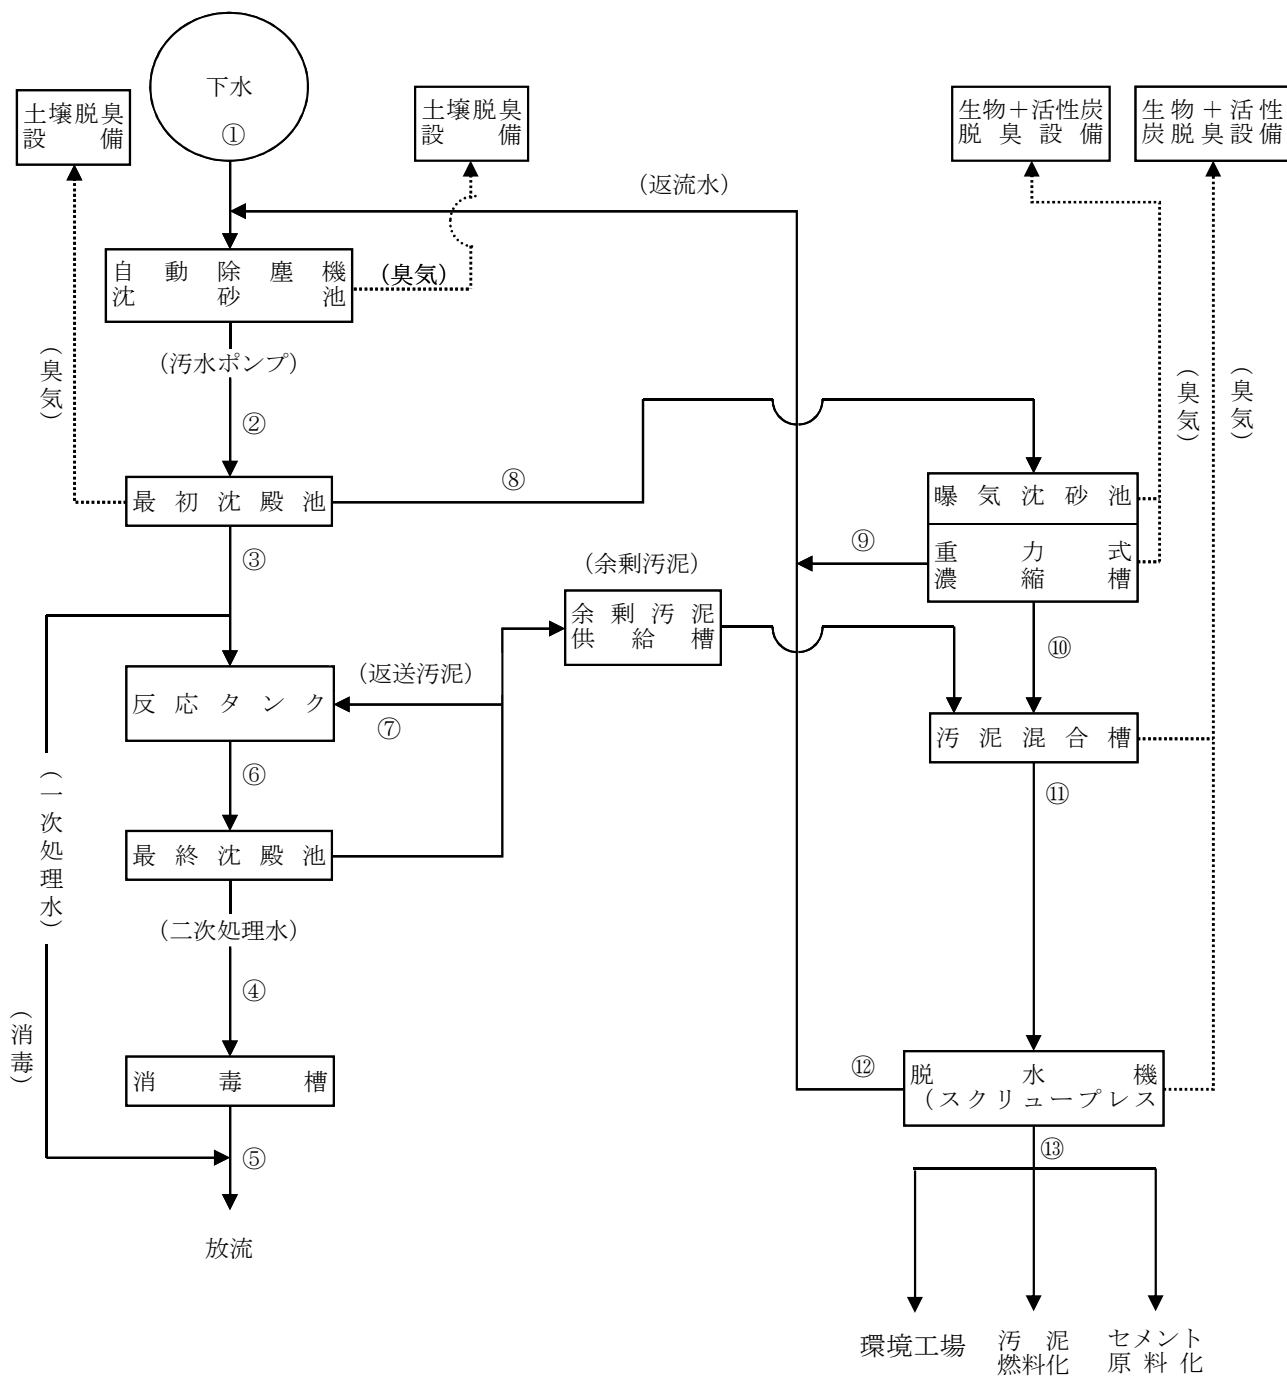 下水
①
土壌脱臭
設備
土壌脱臭
設備
生物＋活性炭
脱臭設備
生物＋活性
炭脱臭設備
（返流水）
自動除塵機
沈砂池
（臭気）
（臭気）
（汚水ポンプ）
（臭気）
（臭気）
②
最初沈殿池
⑧
曝気沈砂池
③
⑨
重力式
濃縮槽
（余剰汚泥）
余剰汚泥
供給槽
⑩
（返送汚泥）
反応タンク
⑦
汚泥混合槽
⑥
⑪
（一次処理水）
最終沈殿池
（二次処理水）
④
（消毒）
消毒槽
⑫
脱水機
（スクリュープレス
⑤
⑬
放流
環境工場
汚泥
燃料化
セメント
原料化